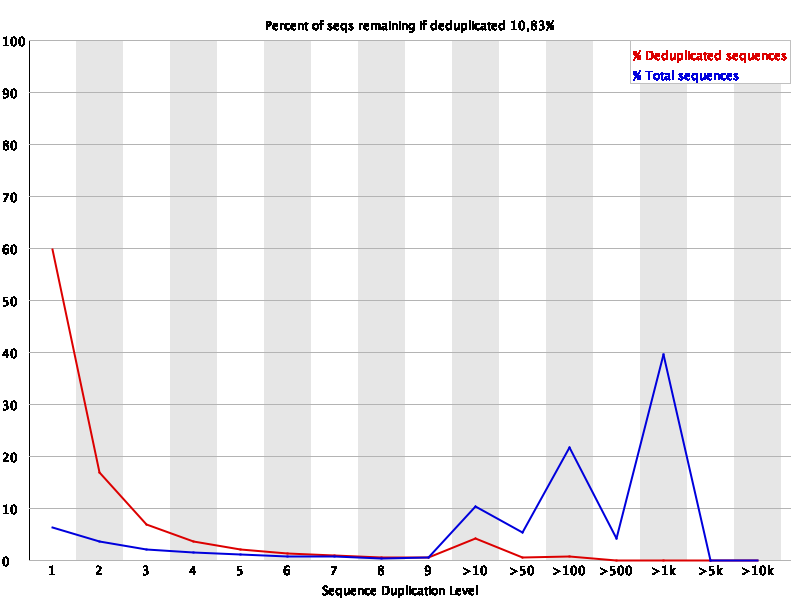 Percent of seqs remaining if deduplicated 10,83%
% Deduplicated sequences
% Total sequences
100
90
80
70
60
50
40
30
20
10
0
1 2 3 4 5 6 7 8 9 >10 >50 >100 >500 >1k >5k >10k
Sequence Duplication Level